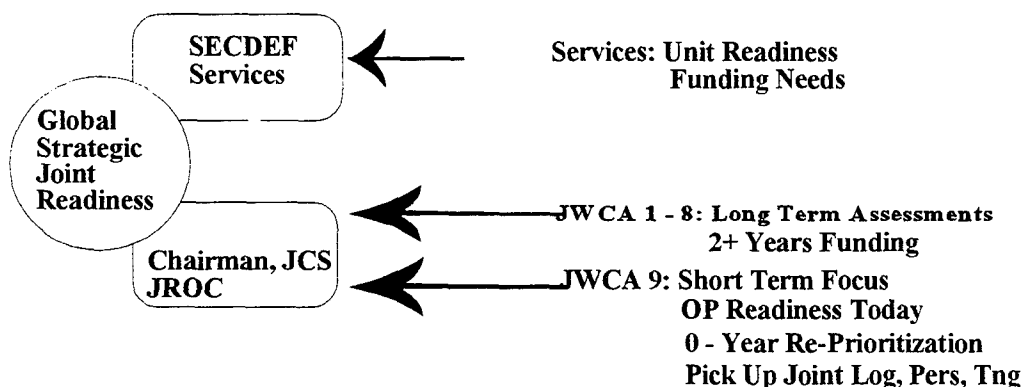 SECDEF
Services
Services: Unit Readiness
Funding Needs
Global
Strategic
Joint
Readiness
JWCA 1 - 8: Long Term Assessments
2+ Years Funding
Chairman, JCS
JROC
JWCA 9: Short Term Focus
OP Readiness Today
0 - Year Re-Prioritization
Pick Up Joint Log, Pers, Tng